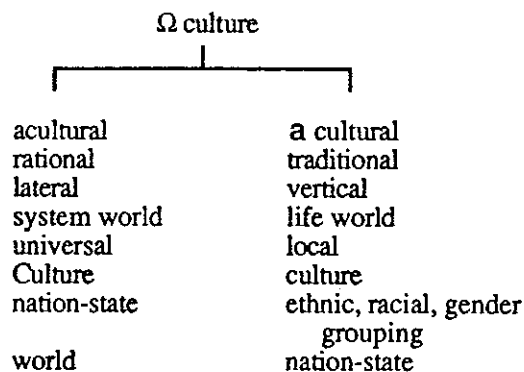 Ω culture
acultural a cultural
rational traditional
lateral vertical
system world life world
universal local
Culture culture
nation-state ethnic, racial, gender
grouping
world nation-state